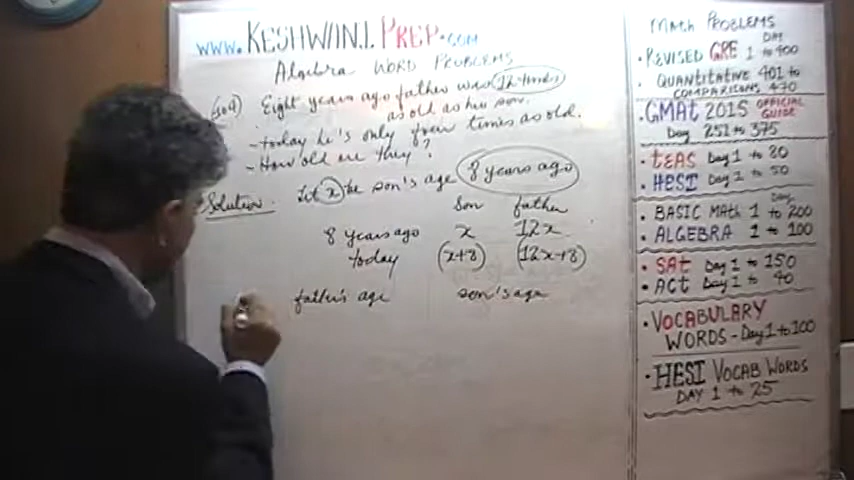 www.KESHWANI PREP.COM
Algebra WORD PROBLEMS
Eight years ago father was 12 times
as old as his son.
- today he's only four times as old.
- How old are they?
Solution Let x be son's age 8 years ago
son father
8 years ago x 12x
today (x+8) (12x+8)
father's age son's age
MATH PROBLEMS
DAY
• REVISED GRE 1 to 400
• QUANTITATIVE 401 to
COMPARISONS 470
• GMAT 2015 OFFICIAL
GUIDE
Day 251 to 375
• TEAS Day 1 to 80
• HESI Day 1 to 50
DAY
• BASIC MATH 1 to 200
• ALGEBRA 1 to 100
• SAT Day 1 to 150
• ACT Day 1 to 40
• VOCABULARY
WORDS - Day 1 to 100
• HESI VOCAB WORDS
DAY 1 to 25